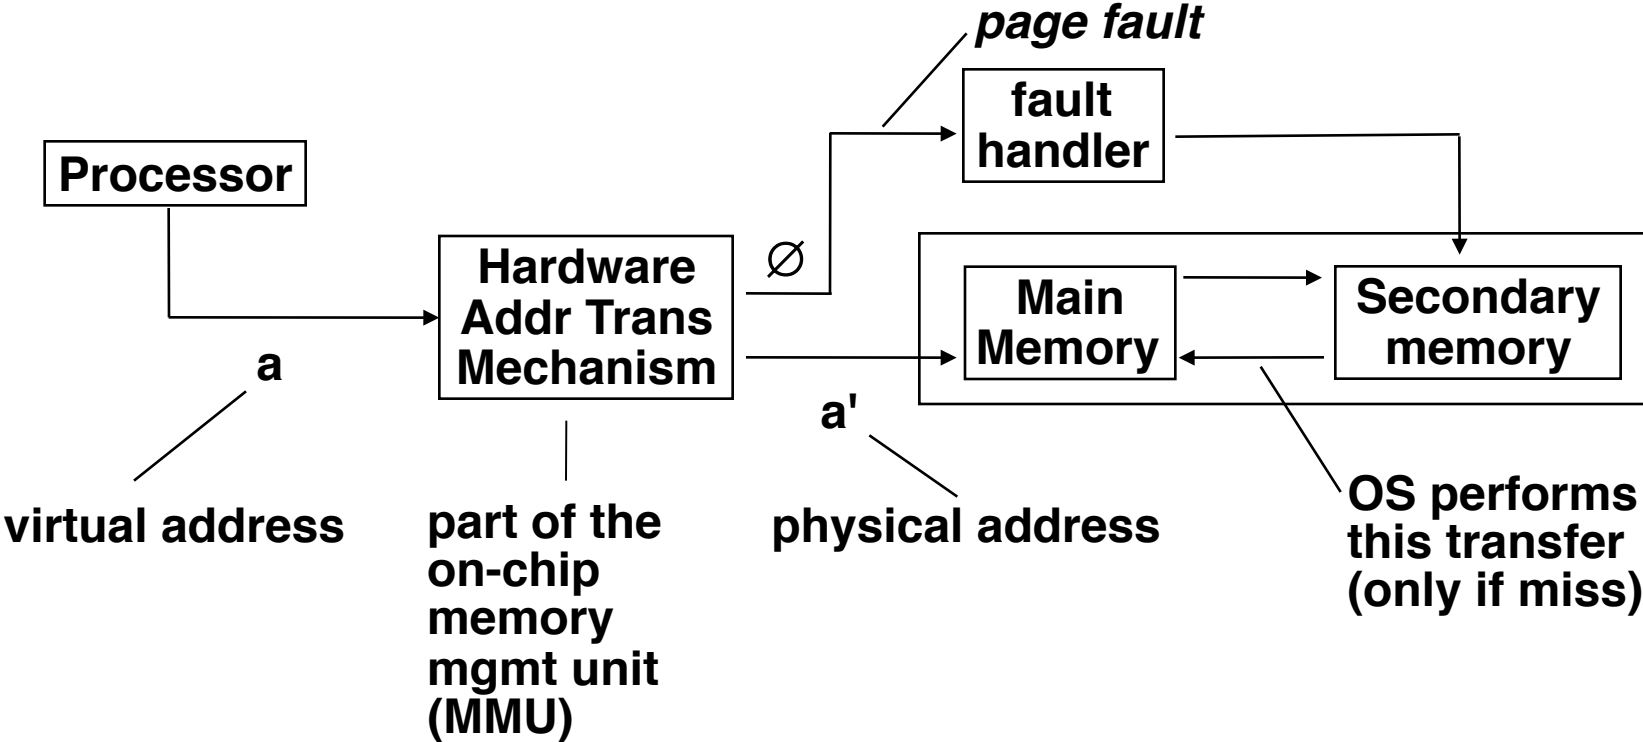 page fault
fault
handler
Processor
Hardware
Addr Trans
Mechanism
∅
Main
Memory
Secondary
memory
a
a'
virtual address
part of the
on-chip
memory
mgmt unit
(MMU)
physical address
OS performs
this transfer
(only if miss)